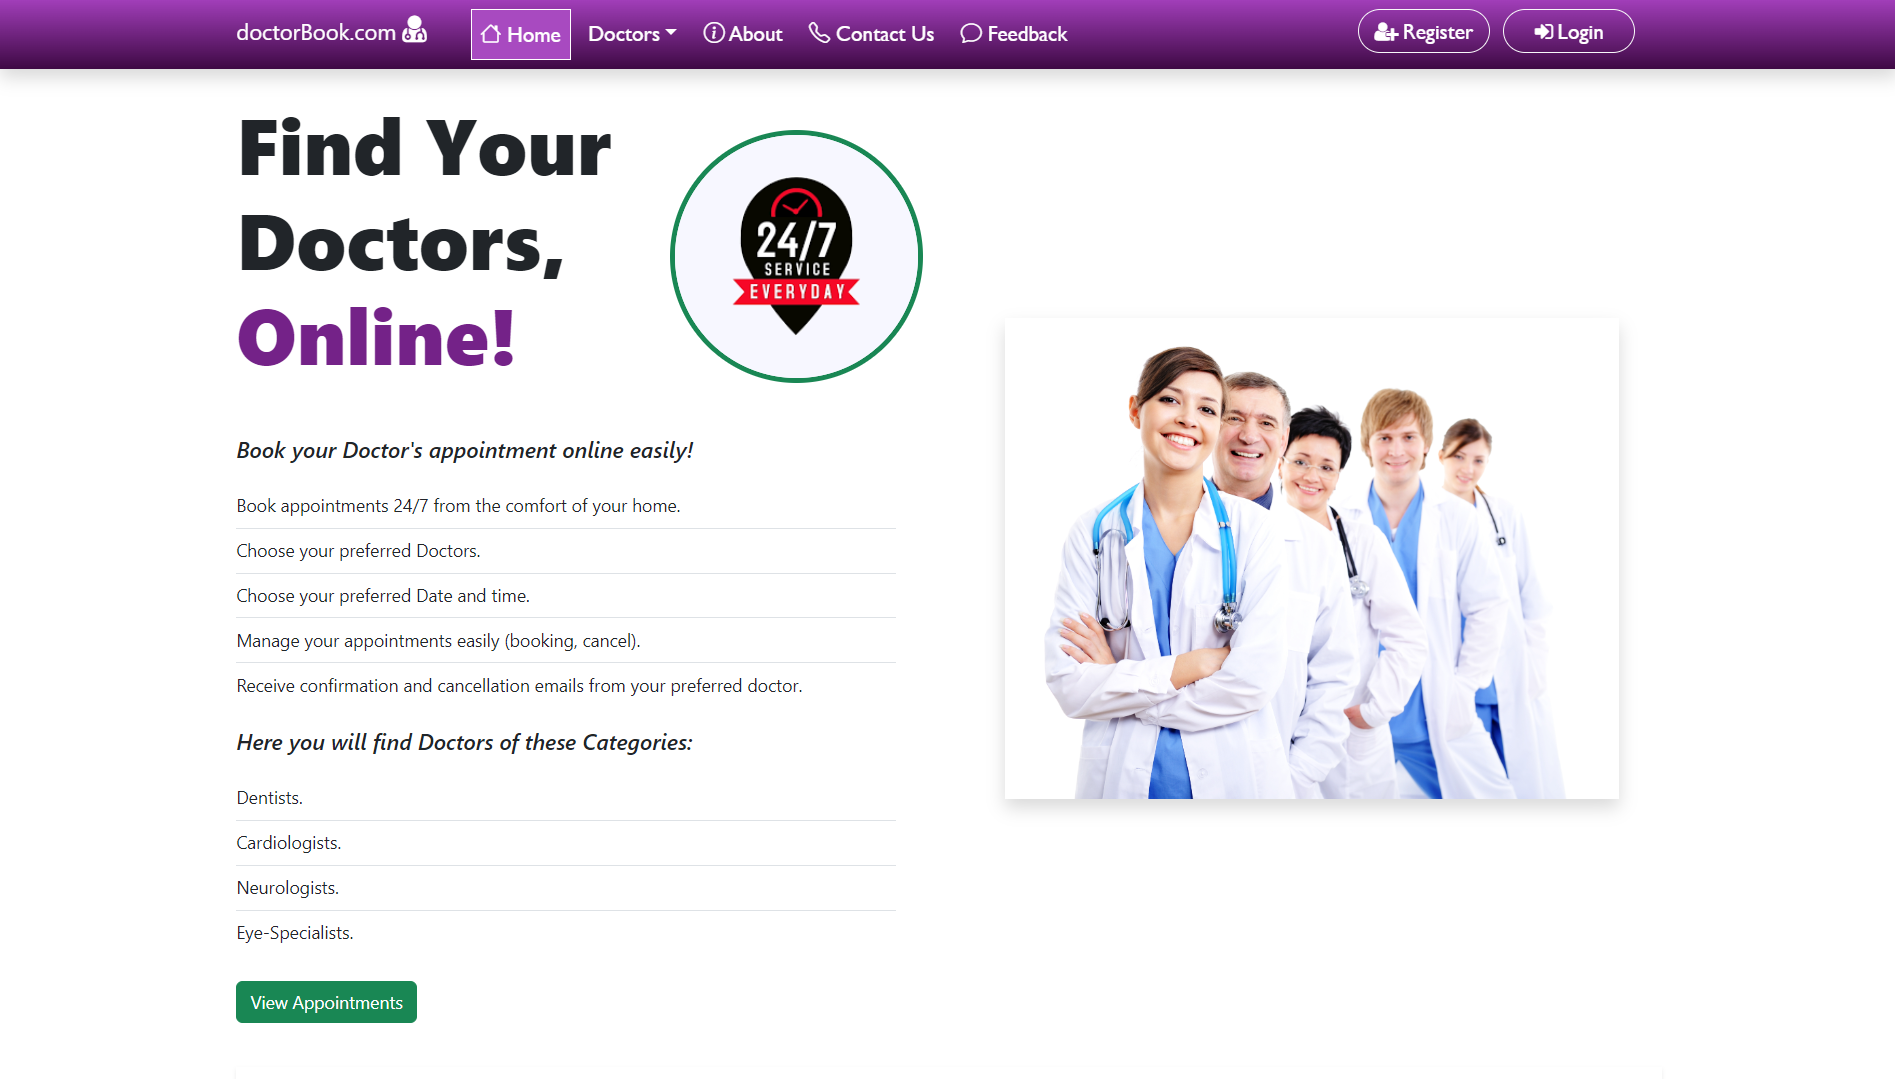 doctorBook.com
Home
Doctors
About
Contact Us
Feedback
Register
Login
Find Your
Doctors,
Online!
24/7
SERVICE
EVERYDAY
Book your Doctor's appointment online easily!
Book appointments 24/7 from the comfort of your home.
Choose your preferred Doctors.
Choose your preferred Date and time.
Manage your appointments easily (booking, cancel).
Receive confirmation and cancellation emails from your preferred doctor.
Here you will find Doctors of these Categories:
Dentists.
Cardiologists.
Neurologists.
Eye-Specialists.
View Appointments